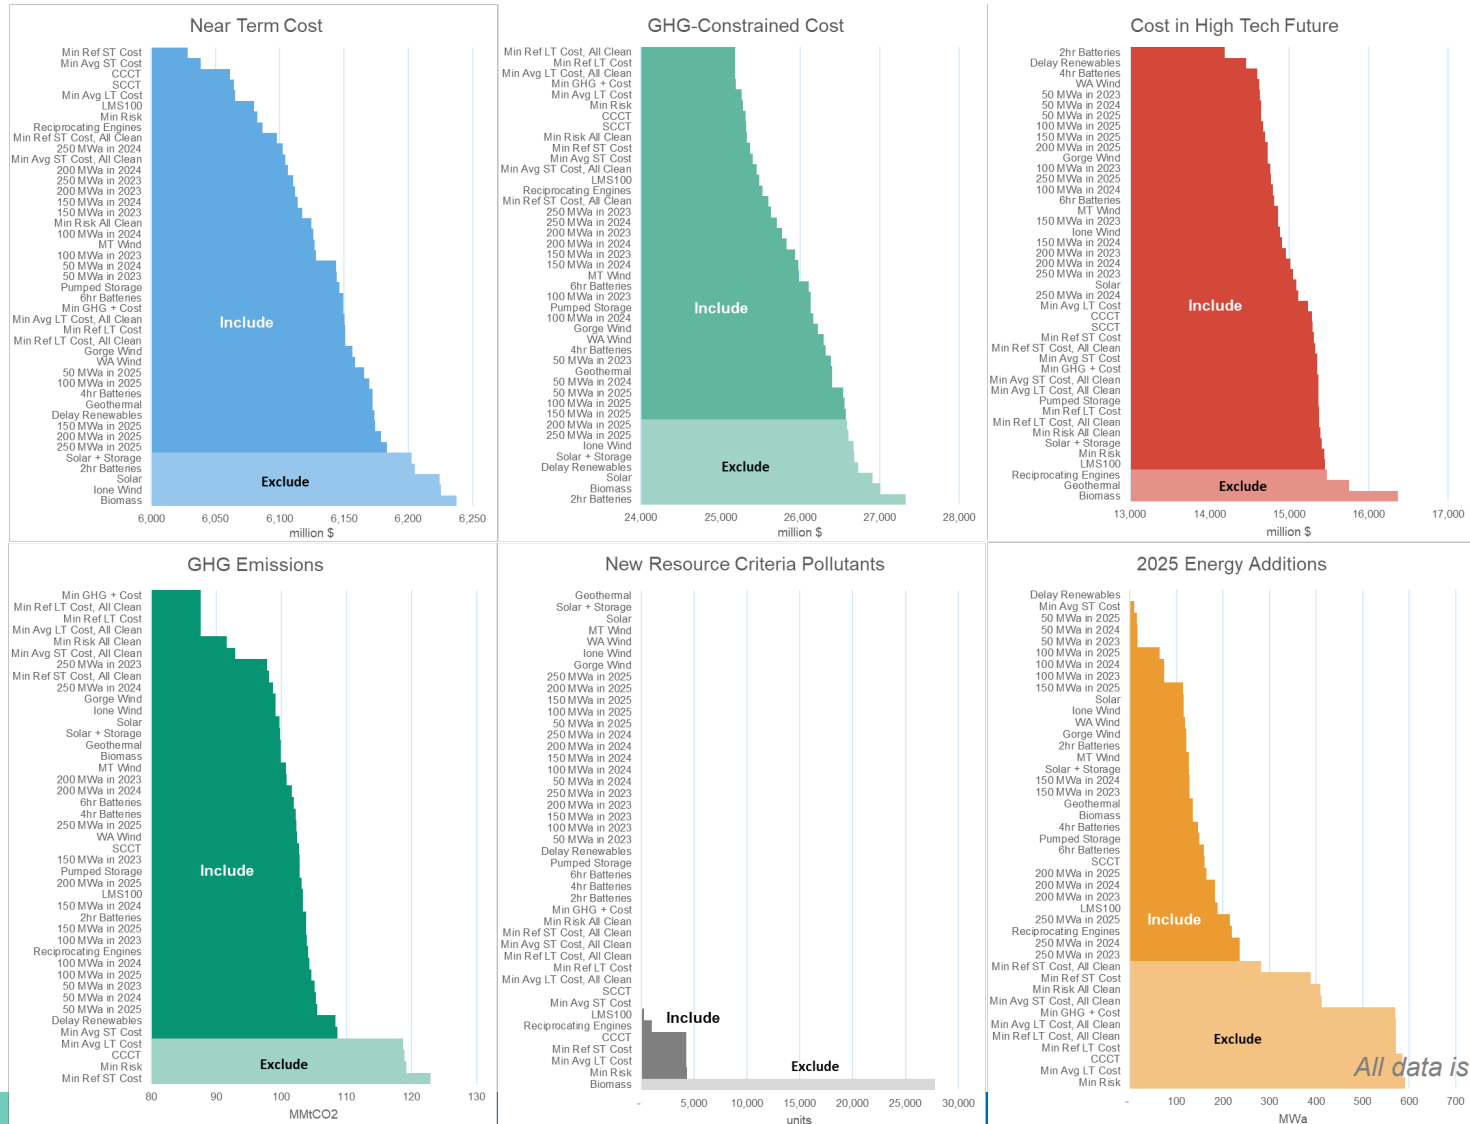 Near Term Cost
Min Ref ST Cost
Min Avg ST Cost
CCCT
SCCT
Min Avg LT Cost
LMS100
Min Risk
Reciprocating Engines
Min Ref ST Cost, All Clean
250 MWa in 2024
Min Avg ST Cost, All Clean
200 MWa in 2024
250 MWa in 2023
200 MWa in 2023
150 MWa in 2024
150 MWa in 2023
Min Risk All Clean
100 MWa in 2024
MT Wind
100 MWa in 2023
50 MWa in 2024
50 MWa in 2023
Pumped Storage
6hr Batteries
Min GHG + Cost
Min Avg LT Cost, All Clean
Min Ref LT Cost
Min Ref LT Cost, All Clean
Gorge Wind
WA Wind
50 MWa in 2025
100 MWa in 2025
4hr Batteries
Geothermal
Delay Renewables
150 MWa in 2025
200 MWa in 2025
250 MWa in 2025
Solar + Storage
2hr Batteries
Solar
Ione Wind
Biomass
Include
Exclude
6,000 6,050 6,100 6,150 6,200 6,250
million $
GHG-Constrained Cost
Min Ref LT Cost, All Clean
Min Ref LT Cost
Min Avg LT Cost, All Clean
Min GHG + Cost
Min Avg LT Cost
Min Risk
CCCT
SCCT
Min Risk All Clean
Min Ref ST Cost
Min Avg ST Cost
Min Avg ST Cost, All Clean
LMS100
Reciprocating Engines
Min Ref ST Cost, All Clean
250 MWa in 2023
250 MWa in 2024
200 MWa in 2023
200 MWa in 2024
150 MWa in 2023
150 MWa in 2024
MT Wind
6hr Batteries
100 MWa in 2023
Pumped Storage
100 MWa in 2024
Gorge Wind
WA Wind
4hr Batteries
50 MWa in 2023
Geothermal
50 MWa in 2024
50 MWa in 2025
100 MWa in 2025
150 MWa in 2025
200 MWa in 2025
250 MWa in 2025
Ione Wind
Solar + Storage
Delay Renewables
Solar
Biomass
2hr Batteries
Include
Exclude
24,000 25,000 26,000 27,000 28,000
million $
Cost in High Tech Future
2hr Batteries
Delay Renewables
4hr Batteries
WA Wind
50 MWa in 2023
50 MWa in 2024
50 MWa in 2025
100 MWa in 2025
150 MWa in 2025
200 MWa in 2025
Gorge Wind
100 MWa in 2023
250 MWa in 2025
100 MWa in 2024
6hr Batteries
MT Wind
150 MWa in 2023
Ione Wind
150 MWa in 2024
200 MWa in 2023
200 MWa in 2024
250 MWa in 2023
Solar
250 MWa in 2024
Min Avg LT Cost
CCCT
SCCT
Min Ref ST Cost
Min Ref ST Cost, All Clean
Min Avg ST Cost
Min GHG + Cost
Min Avg ST Cost, All Clean
Min Avg LT Cost, All Clean
Pumped Storage
Min Ref LT Cost
Min Ref LT Cost, All Clean
Min Risk All Clean
Solar + Storage
Min Risk
LMS100
Reciprocating Engines
Geothermal
Biomass
Include
Exclude
13,000 14,000 15,000 16,000 17,000
million $
GHG Emissions
Min GHG + Cost
Min Ref LT Cost, All Clean
Min Ref LT Cost
Min Avg LT Cost, All Clean
Min Risk All Clean
Min Avg ST Cost, All Clean
250 MWa in 2023
Min Ref ST Cost, All Clean
250 MWa in 2024
Gorge Wind
Ione Wind
Solar
Solar + Storage
Geothermal
Biomass
MT Wind
200 MWa in 2023
200 MWa in 2024
6hr Batteries
4hr Batteries
250 MWa in 2025
WA Wind
SCCT
150 MWa in 2023
Pumped Storage
200 MWa in 2025
LMS100
150 MWa in 2024
2hr Batteries
150 MWa in 2025
100 MWa in 2023
Reciprocating Engines
100 MWa in 2024
100 MWa in 2025
50 MWa in 2023
50 MWa in 2024
50 MWa in 2025
Delay Renewables
Min Avg ST Cost
Min Avg LT Cost
CCCT
Min Risk
Min Ref ST Cost
Include
Exclude
80 90 100 110 120 130
MMtCO2
New Resource Criteria Pollutants
Geothermal
Solar + Storage
Solar
MT Wind
WA Wind
Ione Wind
Gorge Wind
250 MWa in 2025
200 MWa in 2025
150 MWa in 2025
100 MWa in 2025
50 MWa in 2025
250 MWa in 2024
200 MWa in 2024
150 MWa in 2024
100 MWa in 2024
50 MWa in 2024
250 MWa in 2023
200 MWa in 2023
150 MWa in 2023
100 MWa in 2023
50 MWa in 2023
Delay Renewables
Pumped Storage
6hr Batteries
4hr Batteries
2hr Batteries
Min GHG + Cost
Min Risk All Clean
Min Ref ST Cost, All Clean
Min Avg ST Cost, All Clean
Min Ref LT Cost, All Clean
Min Ref LT Cost
Min Avg LT Cost, All Clean
SCCT
Min Avg ST Cost
LMS100
Reciprocating Engines
CCCT
Min Ref ST Cost
Min Avg LT Cost
Min Risk
Biomass
Include
Exclude
- 5,000 10,000 15,000 20,000 25,000 30,000
units
2025 Energy Additions
Delay Renewables
Min Avg ST Cost
50 MWa in 2025
50 MWa in 2024
50 MWa in 2023
100 MWa in 2025
100 MWa in 2024
100 MWa in 2023
150 MWa in 2025
Solar
Ione Wind
WA Wind
Gorge Wind
2hr Batteries
MT Wind
Solar + Storage
150 MWa in 2024
150 MWa in 2023
Geothermal
Biomass
4hr Batteries
Pumped Storage
6hr Batteries
SCCT
200 MWa in 2025
200 MWa in 2024
200 MWa in 2023
LMS100
250 MWa in 2025
Reciprocating Engines
250 MWa in 2024
250 MWa in 2023
Min Ref ST Cost, All Clean
Min Ref ST Cost
Min Risk All Clean
Min Avg ST Cost, All Clean
Min GHG + Cost
Min Avg LT Cost, All Clean
Min Ref LT Cost, All Clean
Min Ref LT Cost
CCCT
Min Avg LT Cost
Min Risk
Include
Exclude
All data is
- 100 200 300 400 500 600 700
MWa